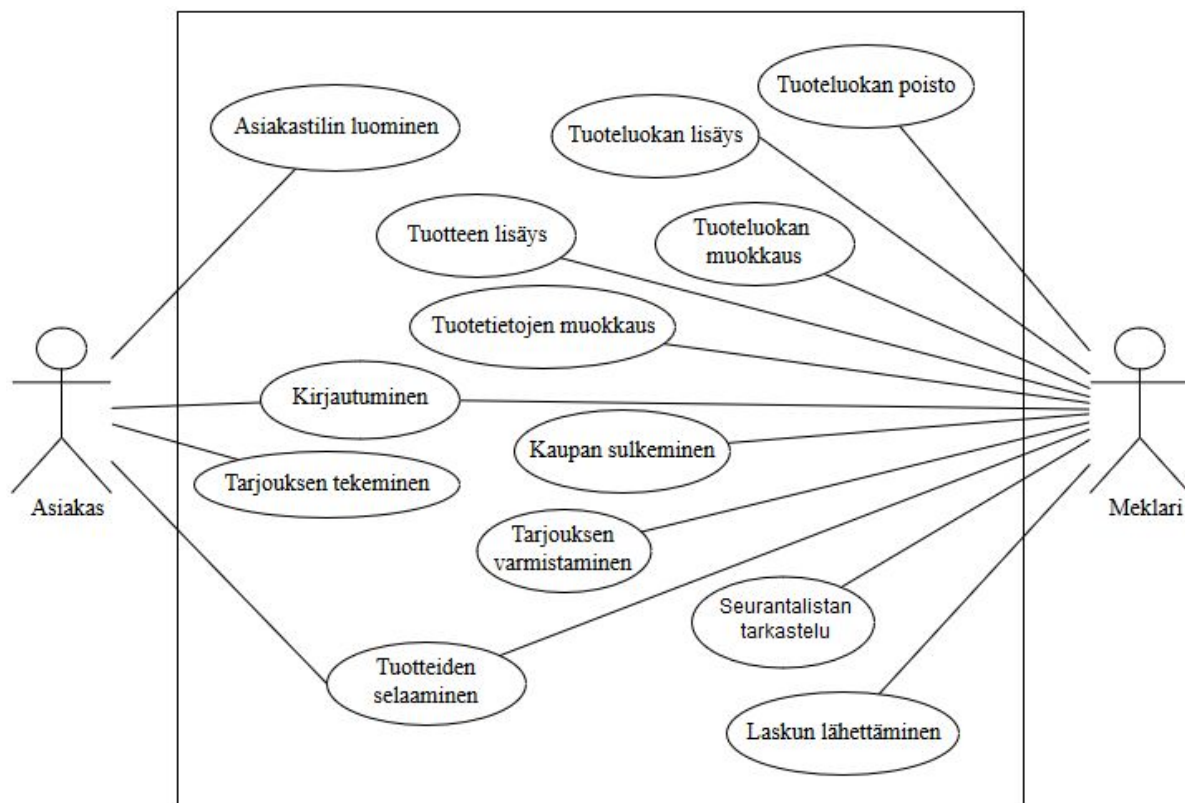 Tuoteluokan poisto
Asiakastilin luominen
Tuoteluokan lisäys
Tuotteen lisäys
Tuoteluokan
muokkaus
Tuotetietojen muokkaus
Kirjautuminen
Kaupan sulkeminen
Tarjouksen tekeminen
Asiakas
Meklari
Tarjouksen
varmistaminen
Seurantalistan
tarkastelu
Tuotteiden
selaaminen
Laskun lähettäminen